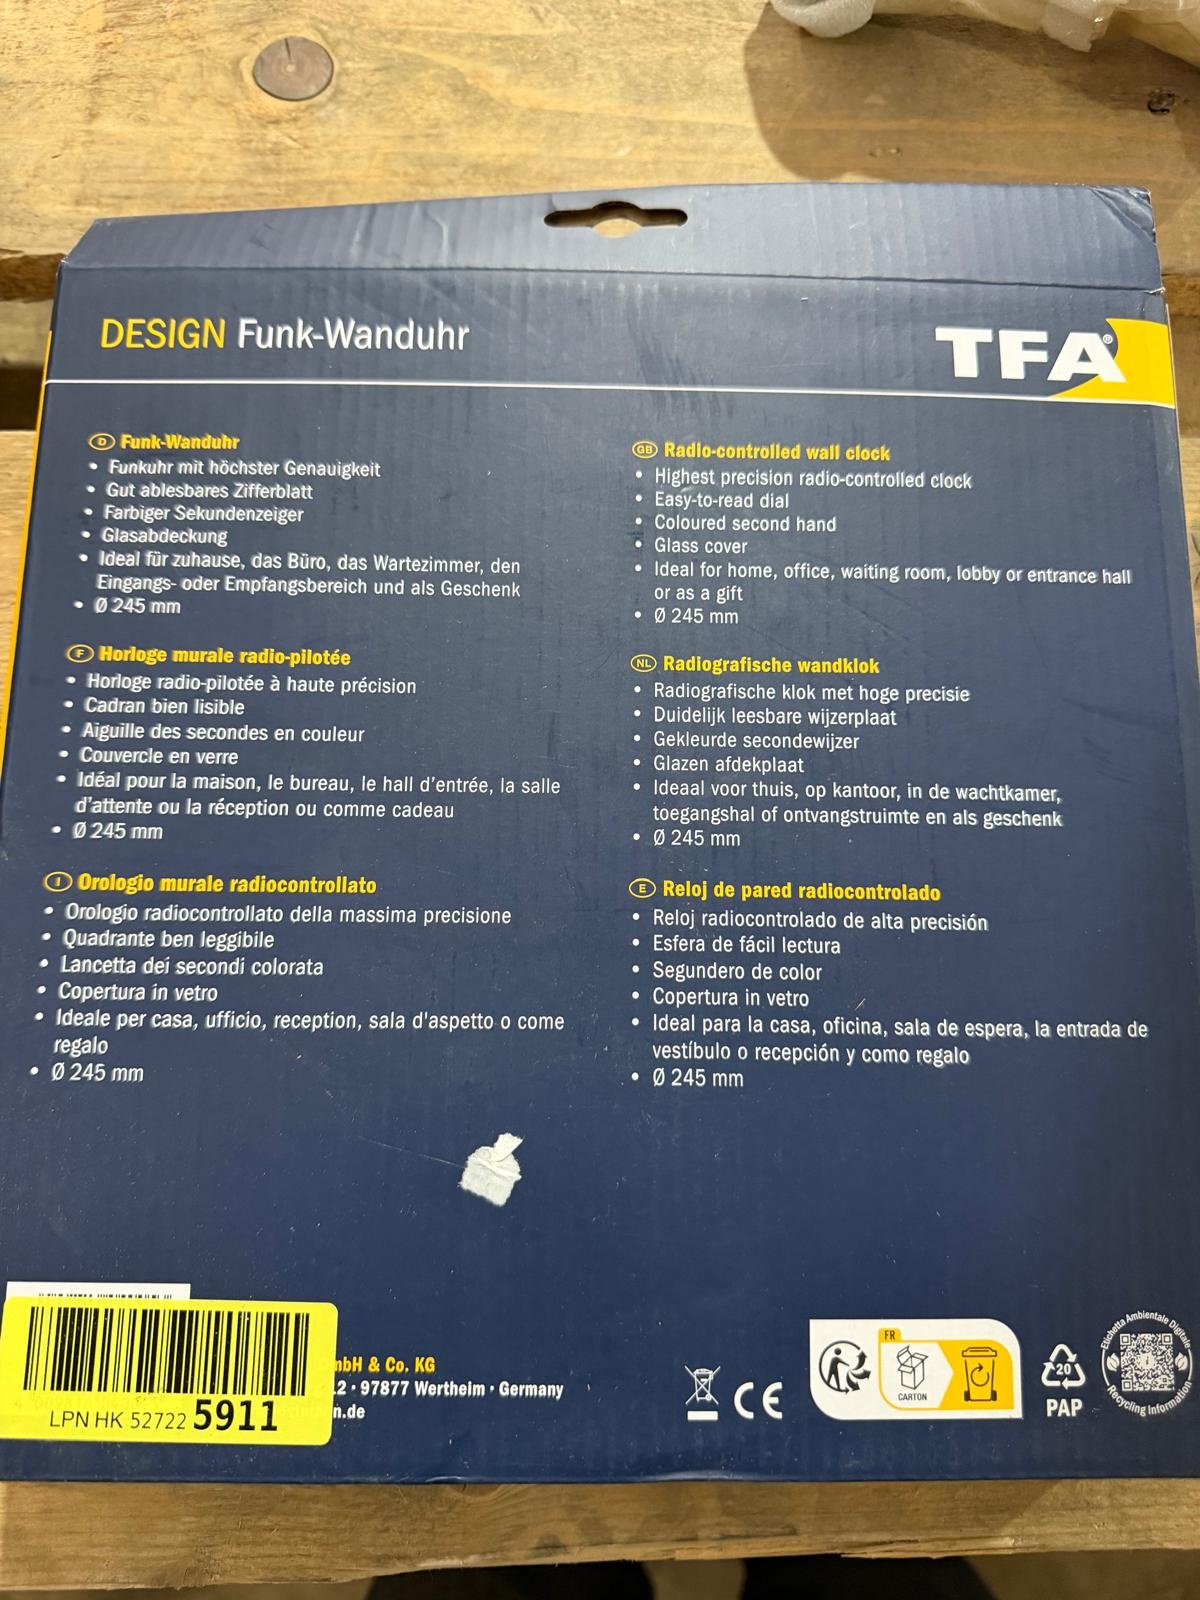 DESIGN Funk-Wanduhr
TFA®
D Funk-Wanduhr
• Funkuhr mit höchster Genauigkeit
• Gut ablesbares Zifferblatt
• Farbiger Sekundenzeiger
• Glasabdeckung
• Ideal für zuhause, das Büro, das Wartezimmer, den
Eingangs- oder Empfangsbereich und als Geschenk
• Ø 245 mm
F Horloge murale radio-pilotée
• Horloge radio-pilotée à haute précision
• Cadran bien lisible
• Aiguille des secondes en couleur
• Couvercle en verre
• Idéal pour la maison, le bureau, le hall d'entrée, la salle
d'attente ou la réception ou comme cadeau
• Ø 245 mm
I Orologio murale radiocontrollato
• Orologio radiocontrollato della massima precisione
• Quadrante ben leggibile
• Lancetta dei secondi colorata
• Copertura in vetro
• Ideale per casa, ufficio, reception, sala d'aspetto o come
regalo
• Ø 245 mm
GB Radio-controlled wall clock
• Highest precision radio-controlled clock
• Easy-to-read dial
• Coloured second hand
• Glass cover
• Ideal for home, office, waiting room, lobby or entrance hall
or as a gift
• Ø 245 mm
NL Radiografische wandklok
• Radiografische klok met hoge precisie
• Duidelijk leesbare wijzerplaat
• Gekleurde secondewijzer
• Glazen afdekplaat
• Ideaal voor thuis, op kantoor, in de wachtkamer,
toegangshal of ontvangstruimte en als geschenk
• Ø 245 mm
E Reloj de pared radiocontrolado
• Reloj radiocontrolado de alta precisión
• Esfera de fácil lectura
• Segundero de color
• Copertura in vetro
• Ideal para la casa, oficina, sala de espera, la entrada de
vestíbulo o recepción y como regalo
• Ø 245 mm
LPN HK 52722 5911
mbH & Co. KG
2 • 97877 Wertheim • Germany
n.de
CE
FR
CARTON
20
PAP
Etichetta Ambientale Digitale
Recycling Information